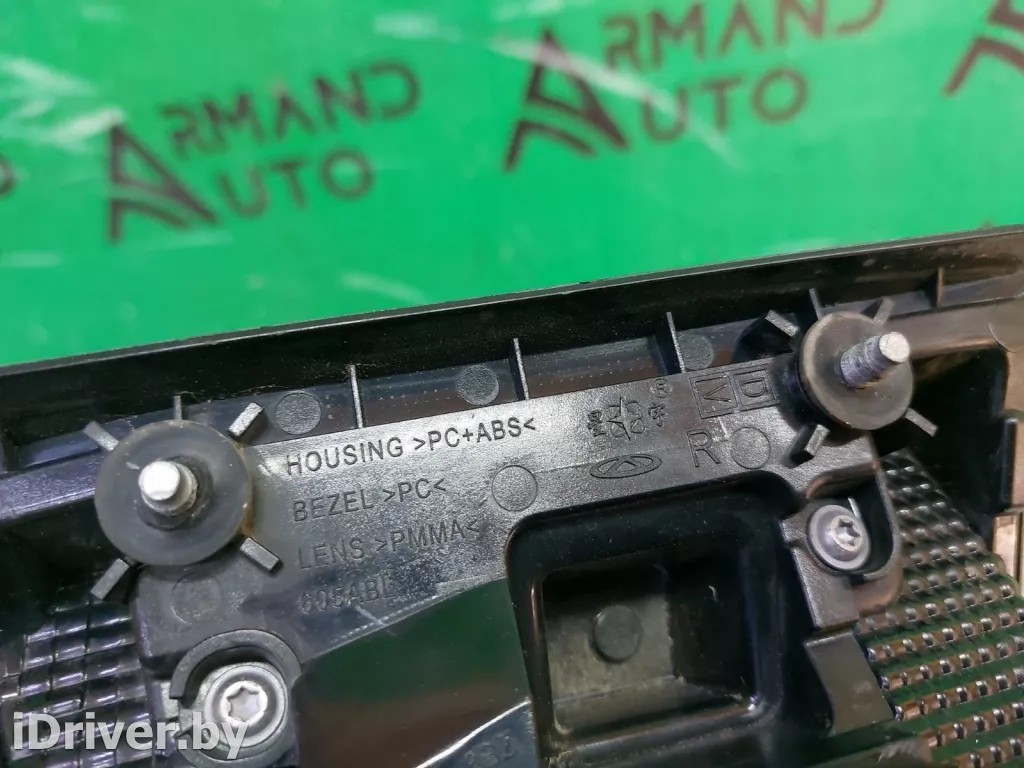 ARMAND
AUTO
ARMAND
AUTO
HOUSING >PC+ABS<
BEZEL >PC<
LENS >PMMA<
R
iDriver.by